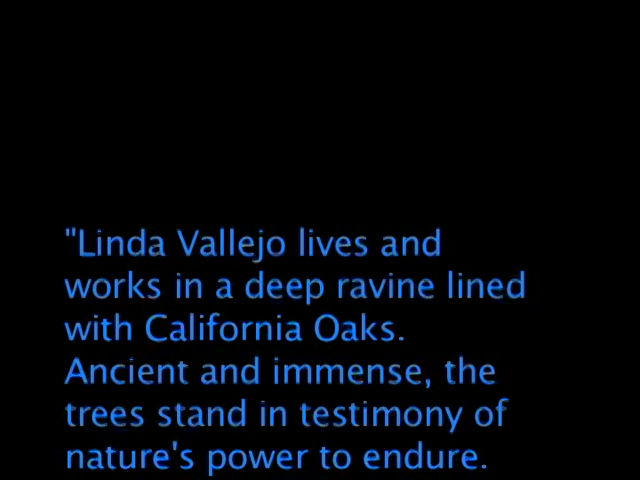 "Linda Vallejo lives and
works in a deep ravine lined
with California Oaks.
Ancient and immense, the
trees stand in testimony of
nature's power to endure.